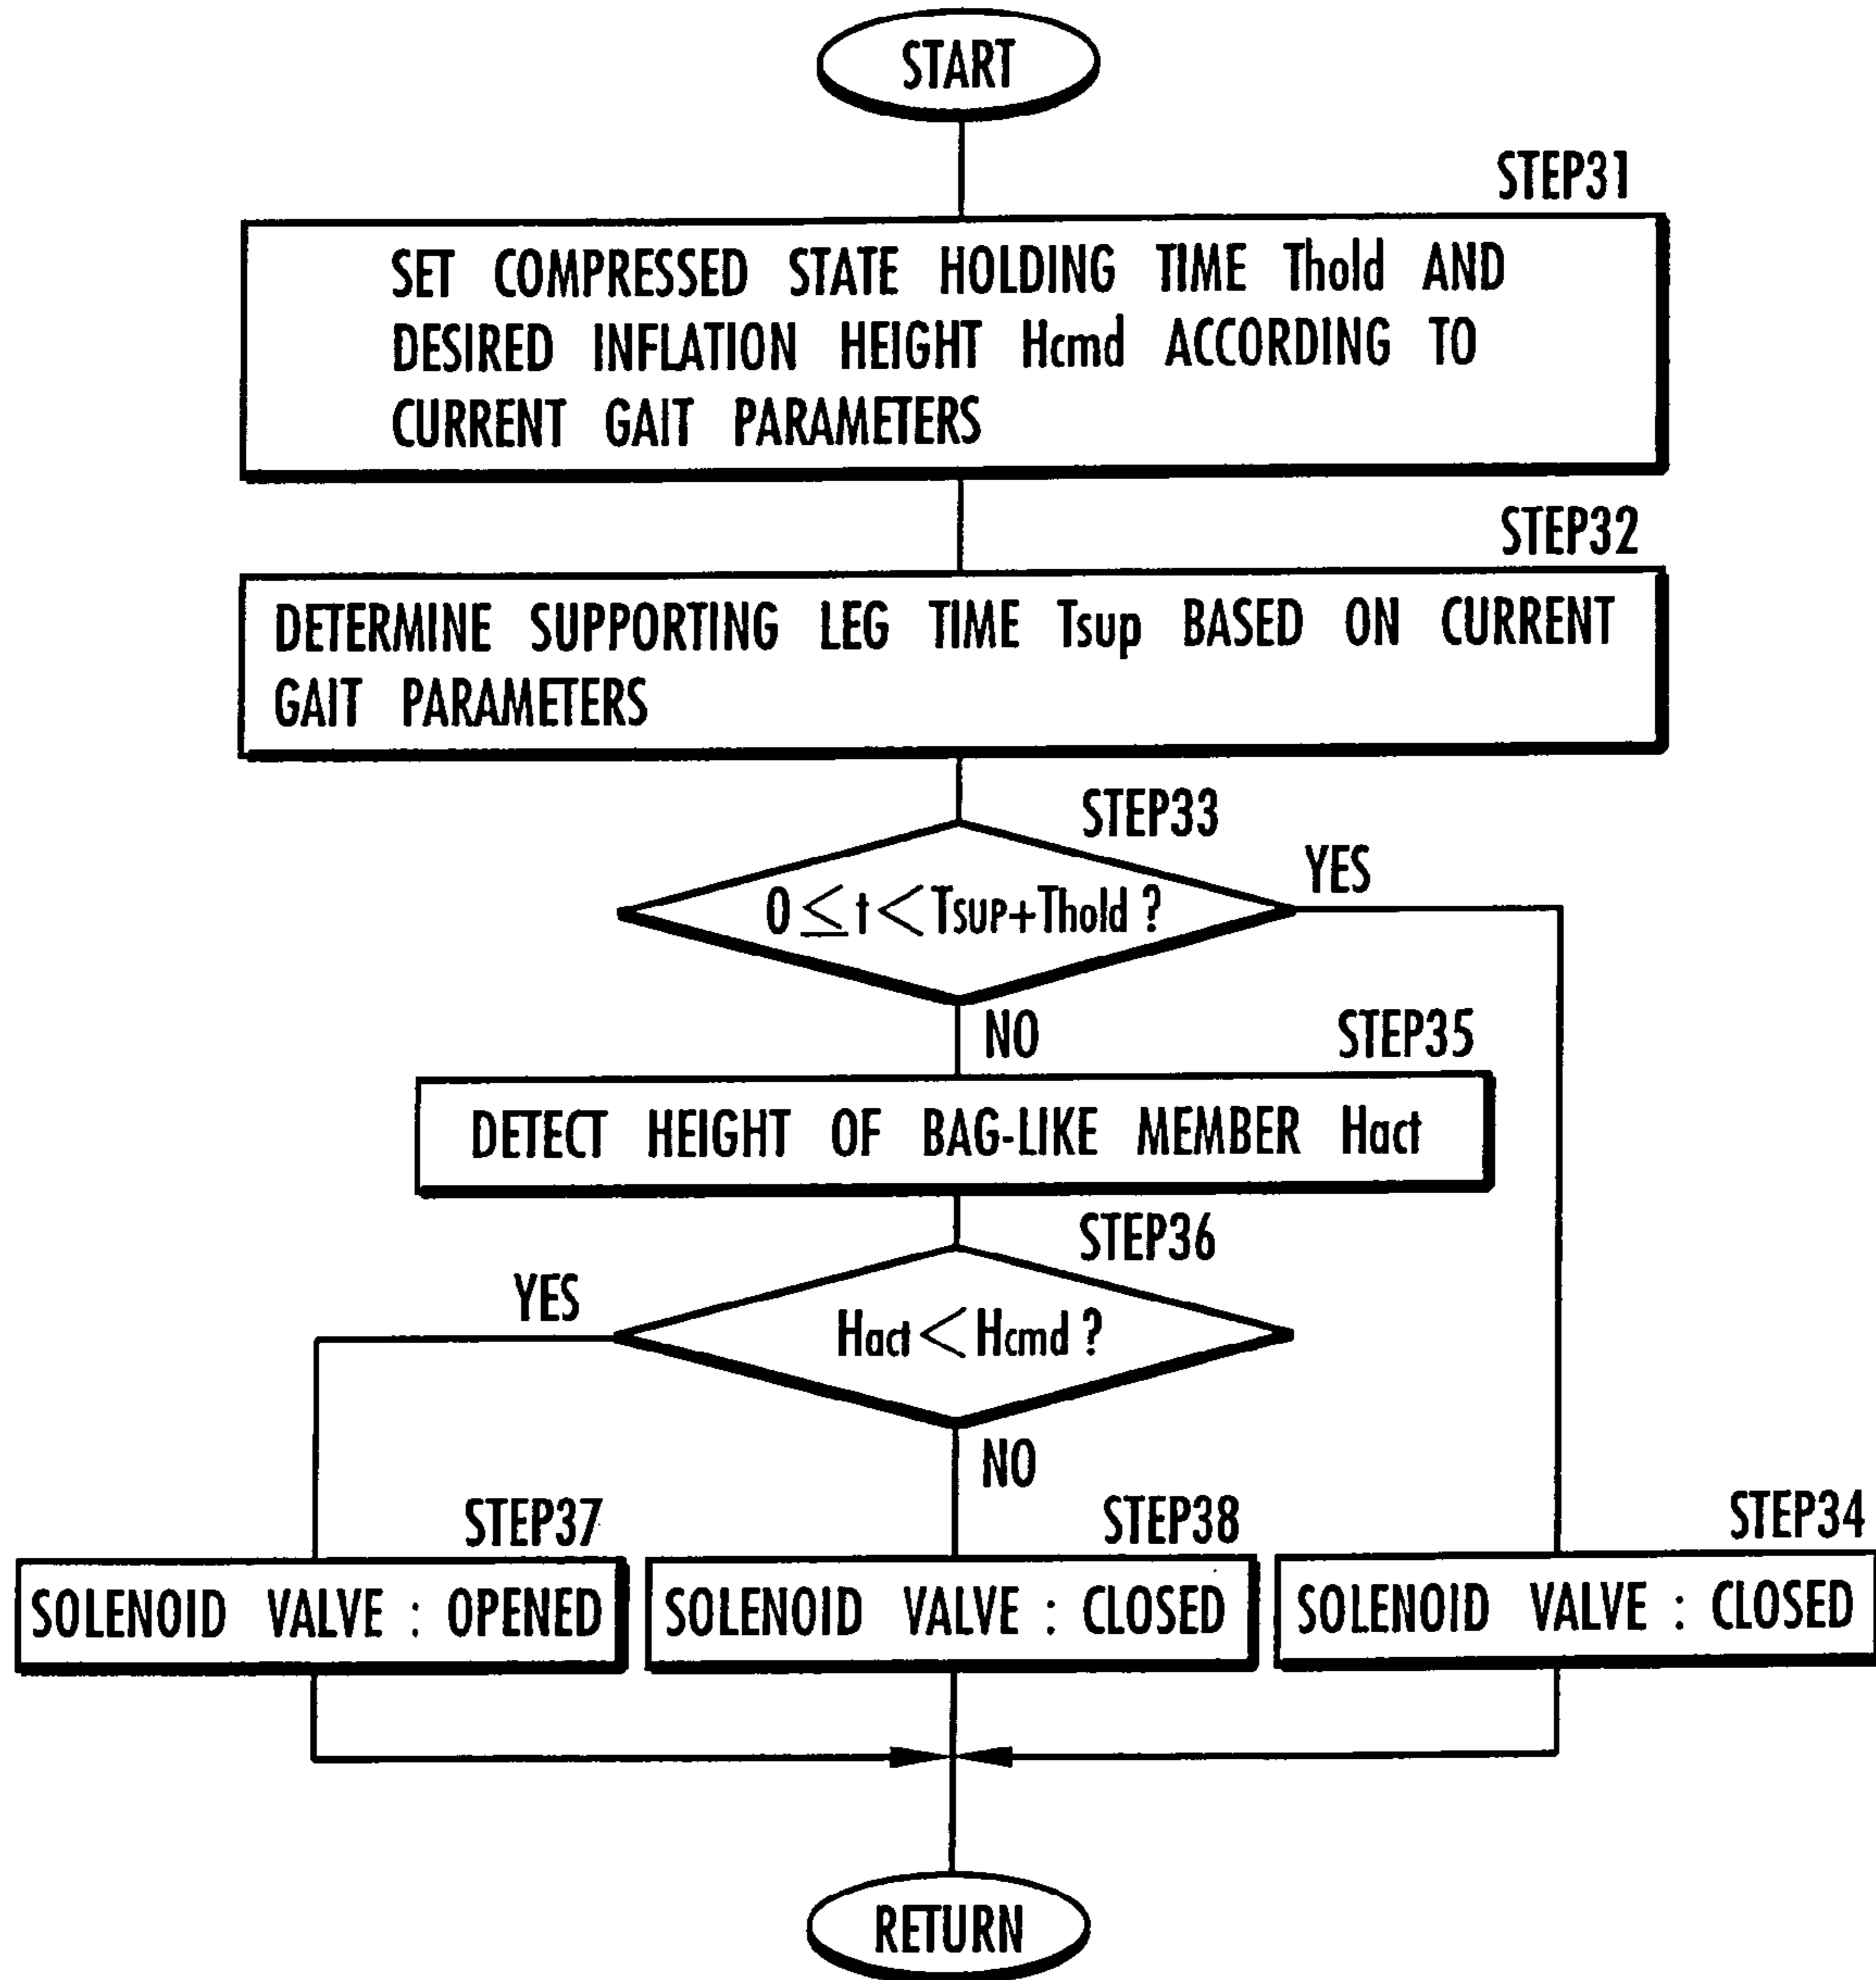 START
STEP31
SET COMPRESSED STATE HOLDING TIME Thold AND
DESIRED INFLATION HEIGHT Hcmd ACCORDING TO
CURRENT GAIT PARAMETERS
STEP32
DETERMINE SUPPORTING LEG TIME Tsup BASED ON CURRENT
GAIT PARAMETERS
STEP33
0≦t<TSUP+Thold?
YES
NO
STEP35
DETECT HEIGHT OF BAG-LIKE MEMBER Hact
STEP36
YES
Hact<Hcmd?
NO
STEP37
SOLENOID VALVE : OPENED
STEP38
SOLENOID VALVE : CLOSED
STEP34
SOLENOID VALVE : CLOSED
RETURN